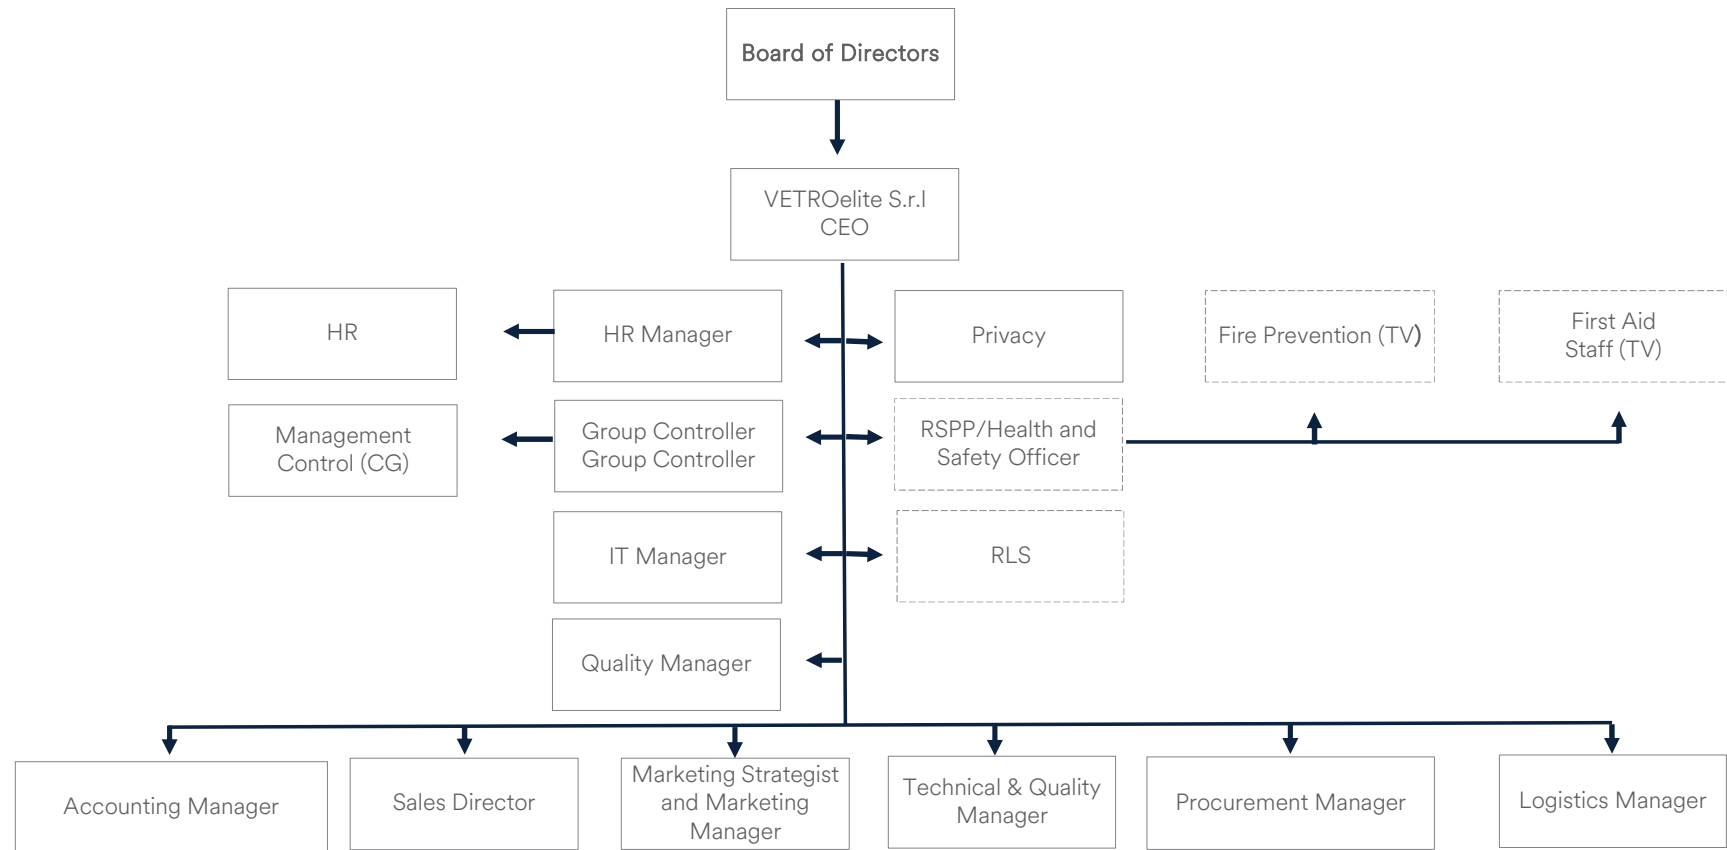 Board of Directors
VETROelite S.r.l
CEO
HR
HR Manager
Privacy
Fire Prevention (TV)
First Aid
Staff (TV)
Management
Control (CG)
Group Controller
Group Controller
RSPP/Health and
Safety Officer
IT Manager
RLS
Quality Manager
Accounting Manager
Sales Director
Marketing Strategist
and Marketing
Manager
Technical & Quality
Manager
Procurement Manager
Logistics Manager